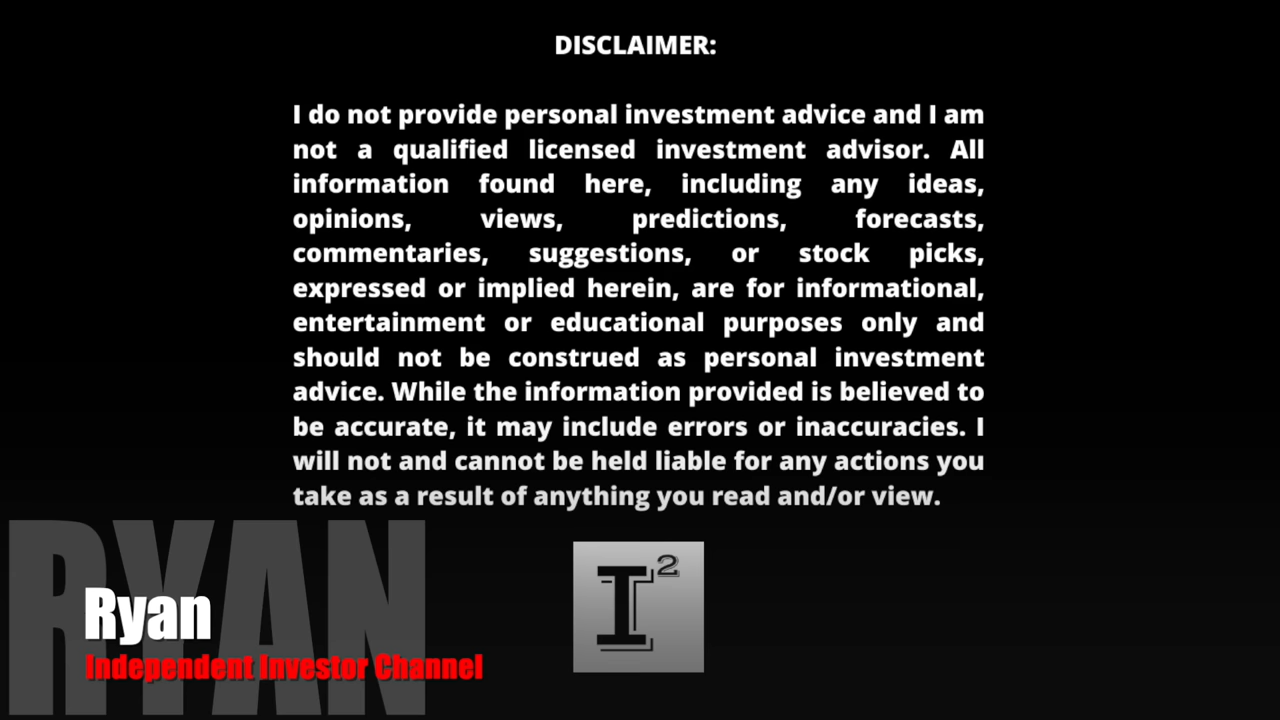 DISCLAIMER:
I do not provide personal investment advice and I am
not a qualified licensed investment advisor. All
information found here, including any ideas,
opinions, views, predictions, forecasts,
commentaries, suggestions, or stock picks,
expressed or implied herein, are for informational,
entertainment or educational purposes only and
should not be construed as personal investment
advice. While the information provided is believed to
be accurate, it may include errors or inaccuracies. I
will not and cannot be held liable for any actions you
take as a result of anything you read and/or view.
RYAN
Ryan
Independent Investor Channel
I²